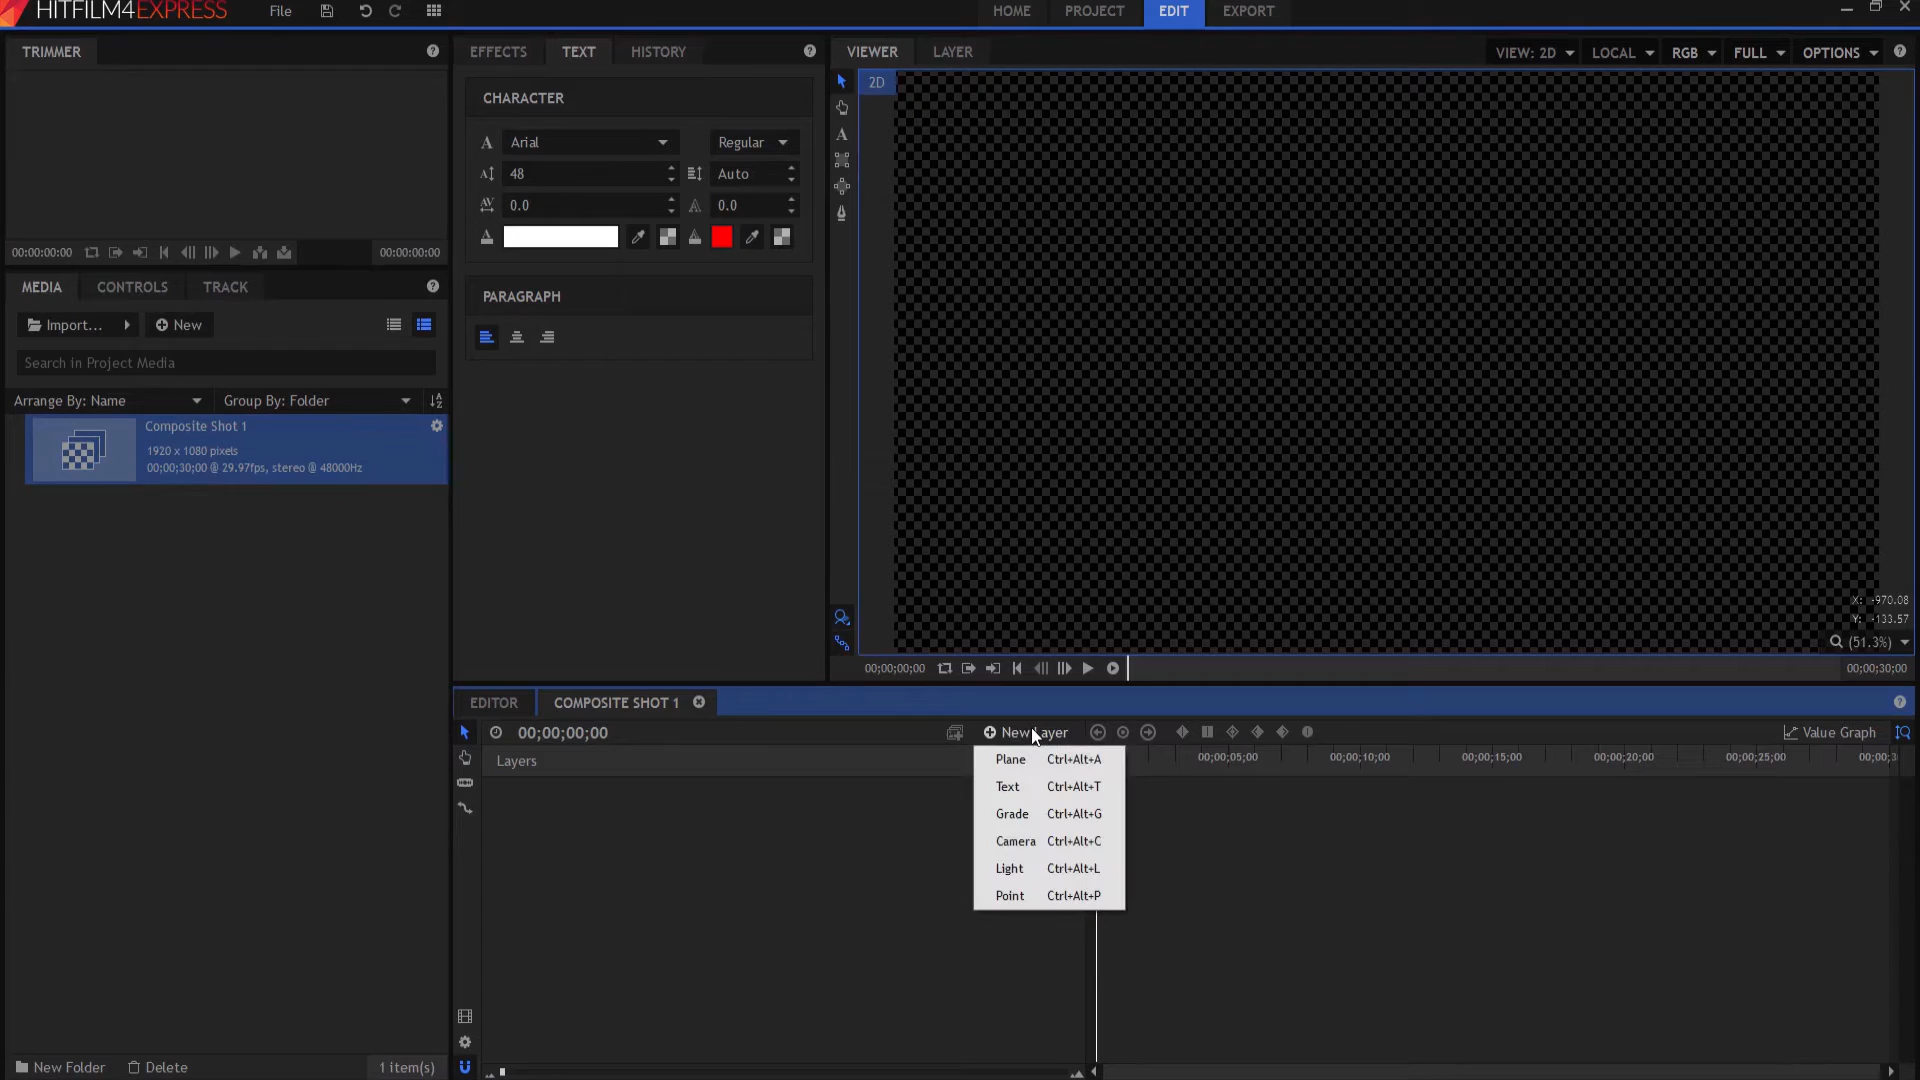 HITFILM4EXPRESS
File
HOME
PROJECT
EDIT
EXPORT
TRIMMER
EFFECTS
TEXT
HISTORY
VIEWER
LAYER
VIEW: 2D
LOCAL
RGB
FULL
OPTIONS
2D
CHARACTER
Arial
Regular
48
Auto
0.0
0.0
PARAGRAPH
00:00:00:00
00:00:00:00
MEDIA
CONTROLS
TRACK
Import...
New
Search in Project Media
Arrange By: Name
Group By: Folder
Composite Shot 1
1920 x 1080 pixels
00;00;30;00 @ 29.97fps, stereo @ 48000Hz
X: -970.08
Y: -133.57
(51.3%)
00;00;00;00
00;00;30;00
EDITOR
COMPOSITE SHOT 1
00;00;00;00
New Layer
Value Graph
Layers
00;00;05;00
00;00;10;00
00;00;15;00
00;00;20;00
00;00;25;00
00;00;3
Plane Ctrl+Alt+A
Text Ctrl+Alt+T
Grade Ctrl+Alt+G
Camera Ctrl+Alt+C
Light Ctrl+Alt+L
Point Ctrl+Alt+P
New Folder
Delete
1 item(s)